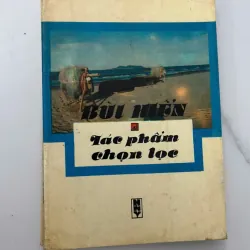 BÙI HIỂN
Tác phẩm
chọn lọc